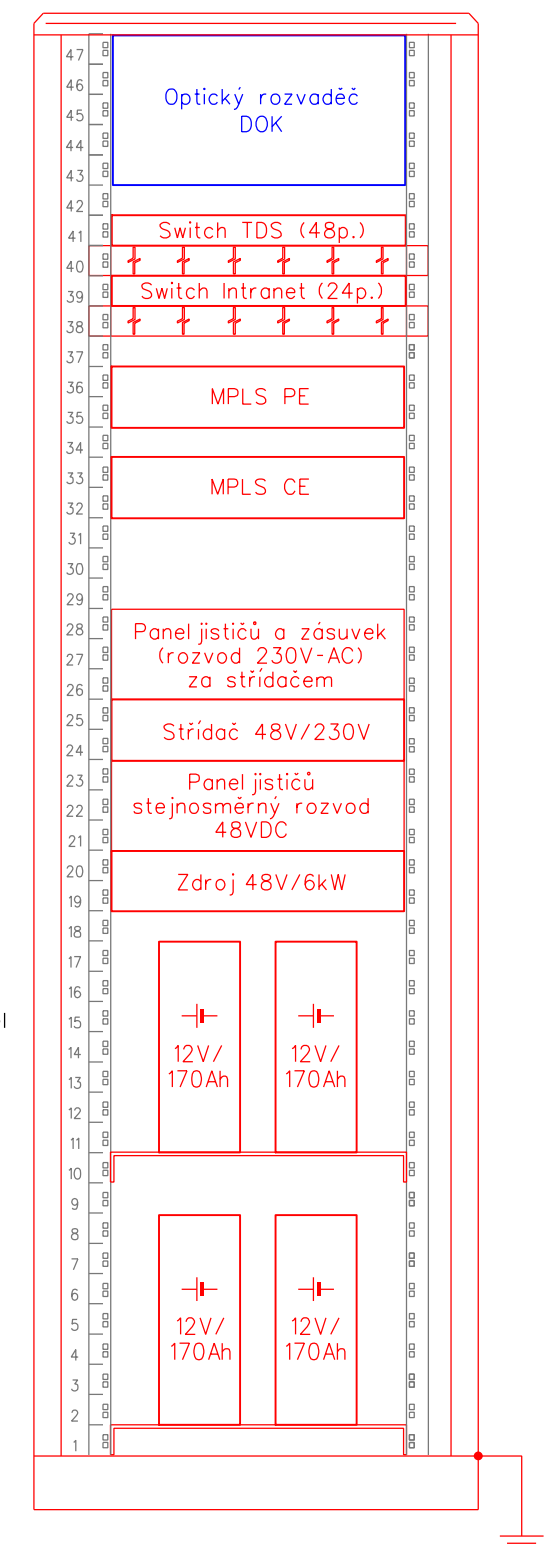 47
Optický rozvaděč
DOK
46
45
44
43
42
41
Switch TDS (48p.)
40
39
Switch Intranet (24p.)
38
37
36
MPLS PE
35
34
33
MPLS CE
32
31
30
29
28
Panel jističů a zásuvek
(rozvod 230V-AC)
za střídačem
27
26
25
Střídač 48V/230V
24
23
Panel jističů
stejnosměrný rozvod
48VDC
22
21
20
Zdroj 48V/6kW
19
18
17
16
15
14
12V/
170Ah
12V/
170Ah
13
12
11
10
9
8
7
6
5
12V/
170Ah
12V/
170Ah
4
3
2
1